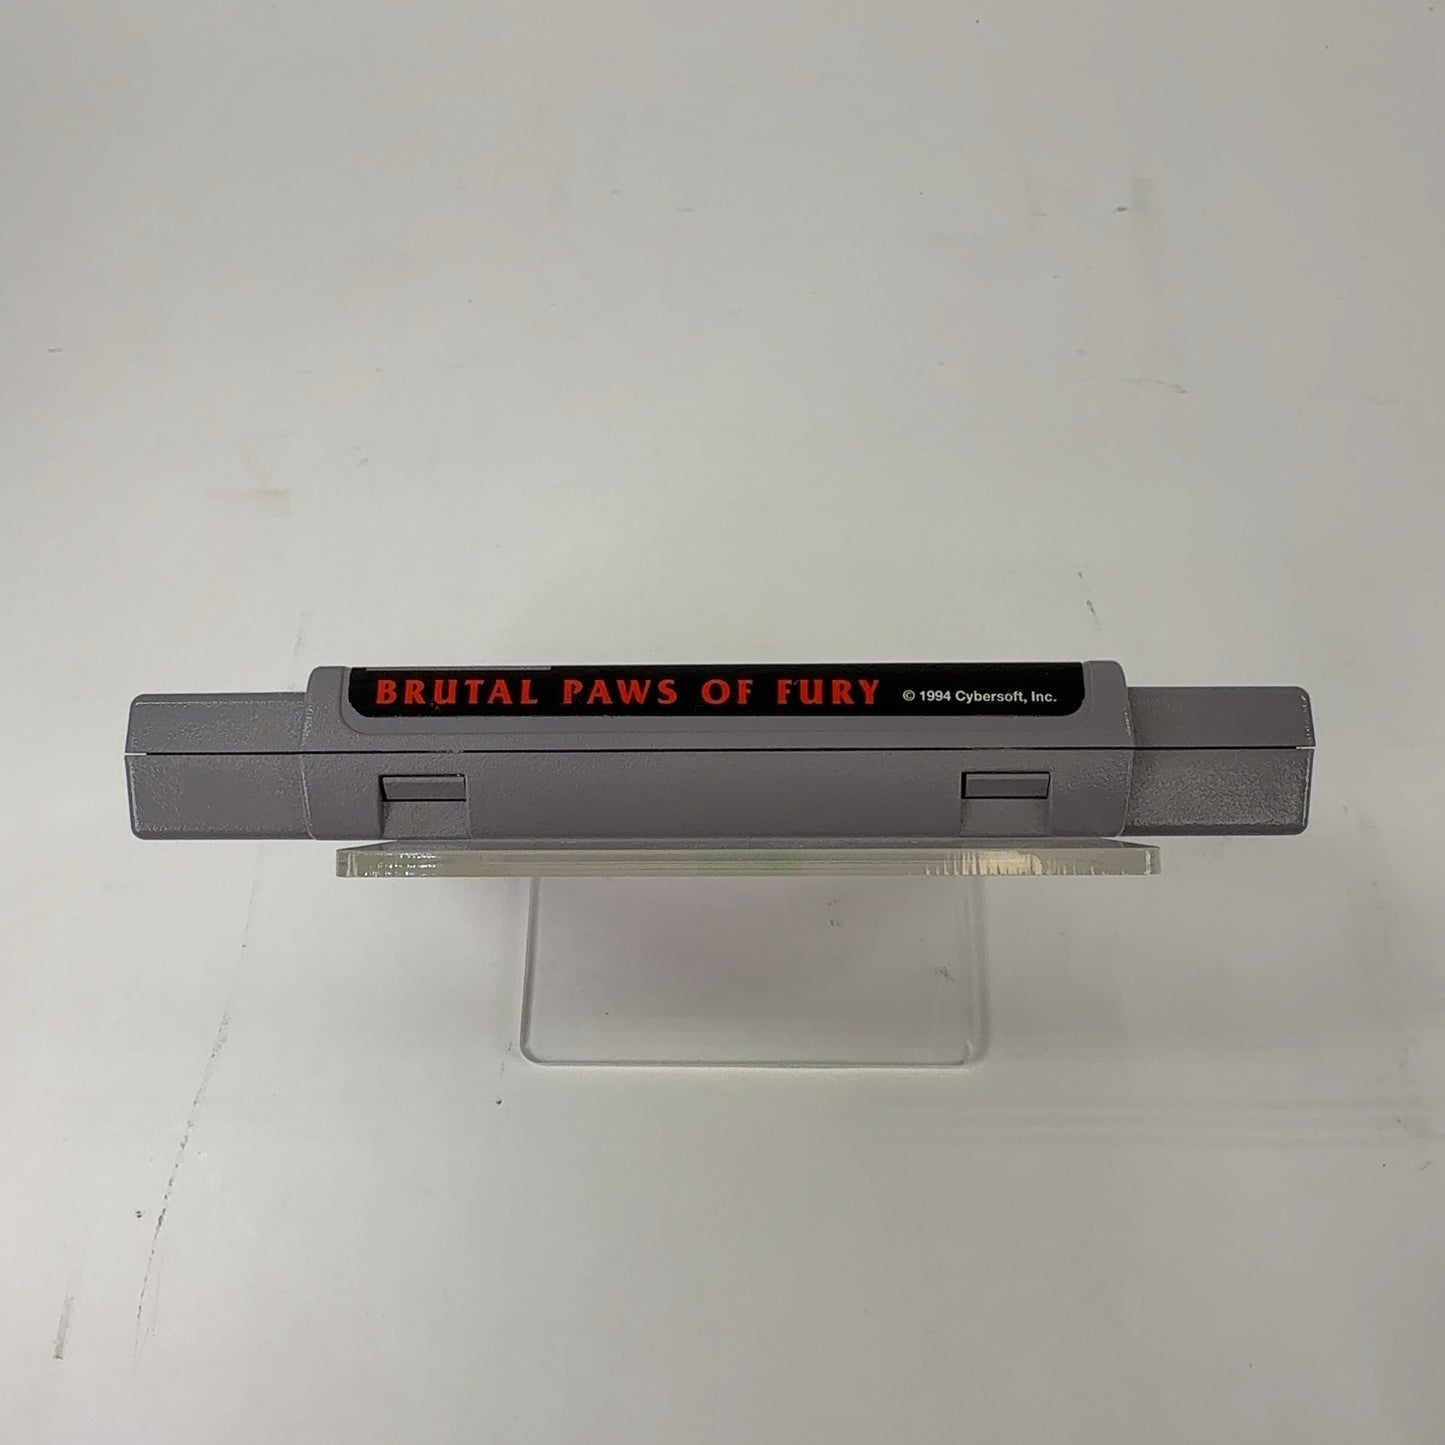 BRUTAL PAWS OF FURY © 1994 Cybersoft, Inc.